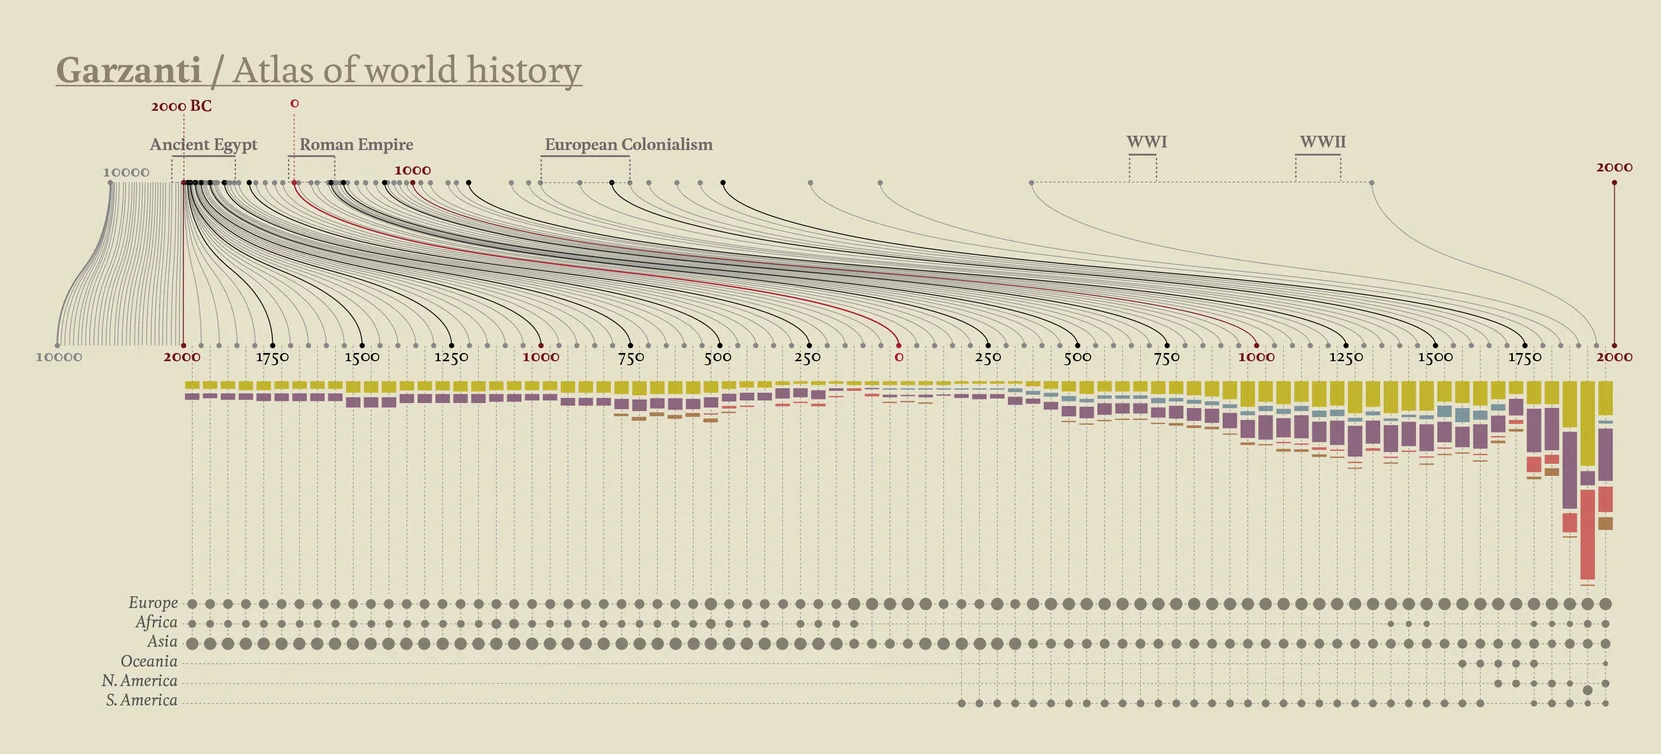 Garzanti / Atlas of world history
2000 BC 0
Ancient Egypt Roman Empire European Colonialism WWI WWII
10000 1000 2000
10000 2000 1750 1500 1250 1000 750 500 250 0 250 500 750 1000 1250 1500 1750 2000
Europe
Africa
Asia
Oceania
N. America
S. America